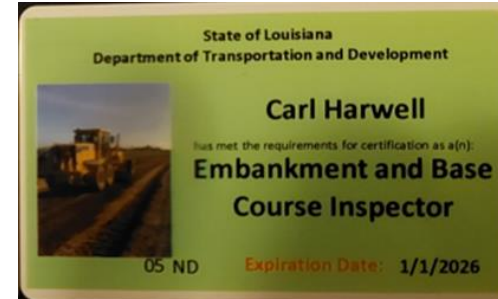 State of Louisiana
Department of Transportation and Development
Carl Harwell
has met the requirements for certification as a(n):
Embankment and Base
Course Inspector
05 ND Expiration Date: 1/1/2026